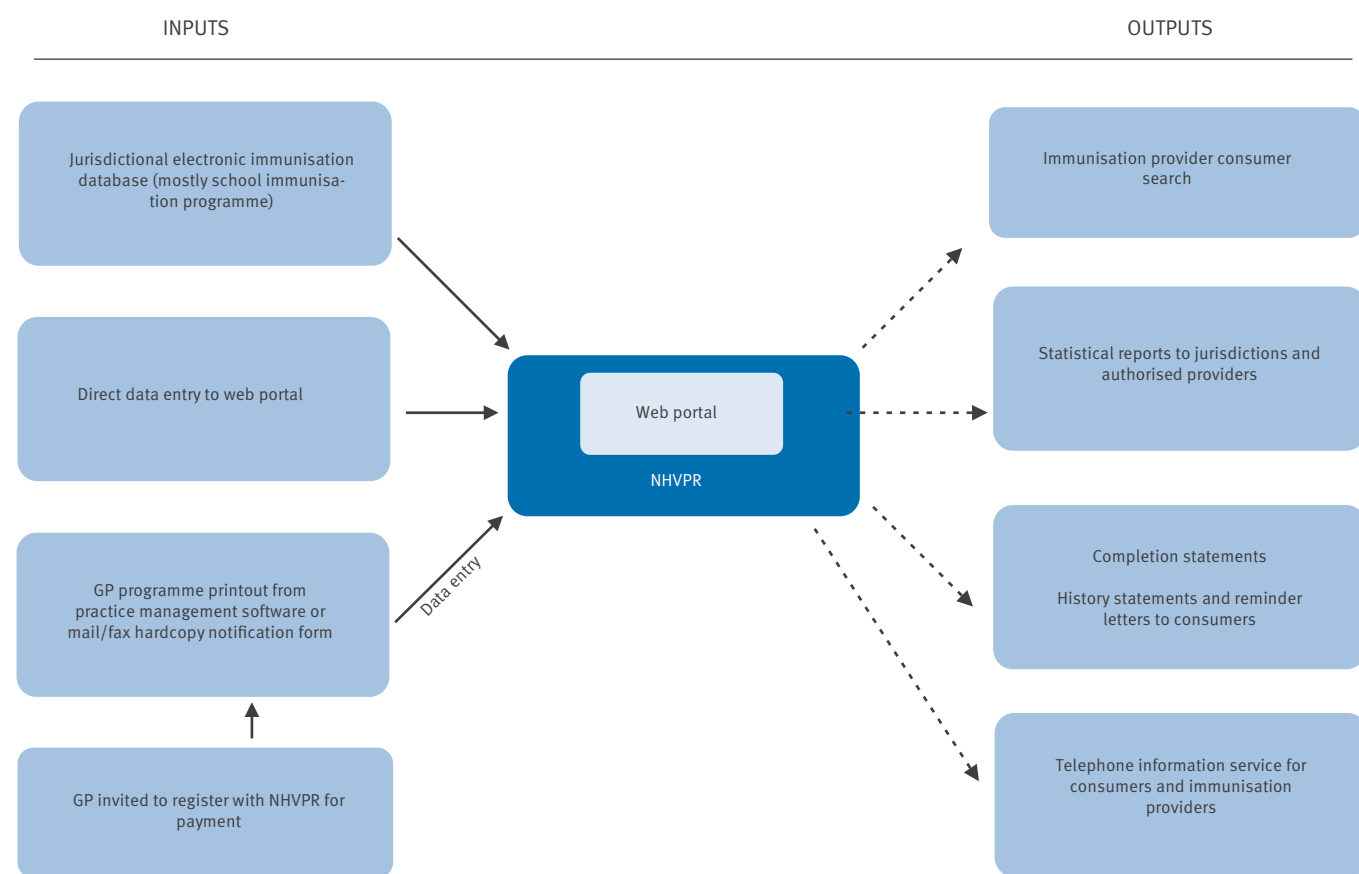 INPUTS
OUTPUTS
Jurisdictional electronic immunisation
database (mostly school immunisa-
tion programme)
Direct data entry to web portal
GP programme printout from
practice management software or
mail/fax hardcopy notification form
GP invited to register with NHVPR for
payment
Data entry
Web portal
NHVPR
Immunisation provider consumer
search
Statistical reports to jurisdictions and
authorised providers
Completion statements
History statements and reminder
letters to consumers
Telephone information service for
consumers and immunisation
providers